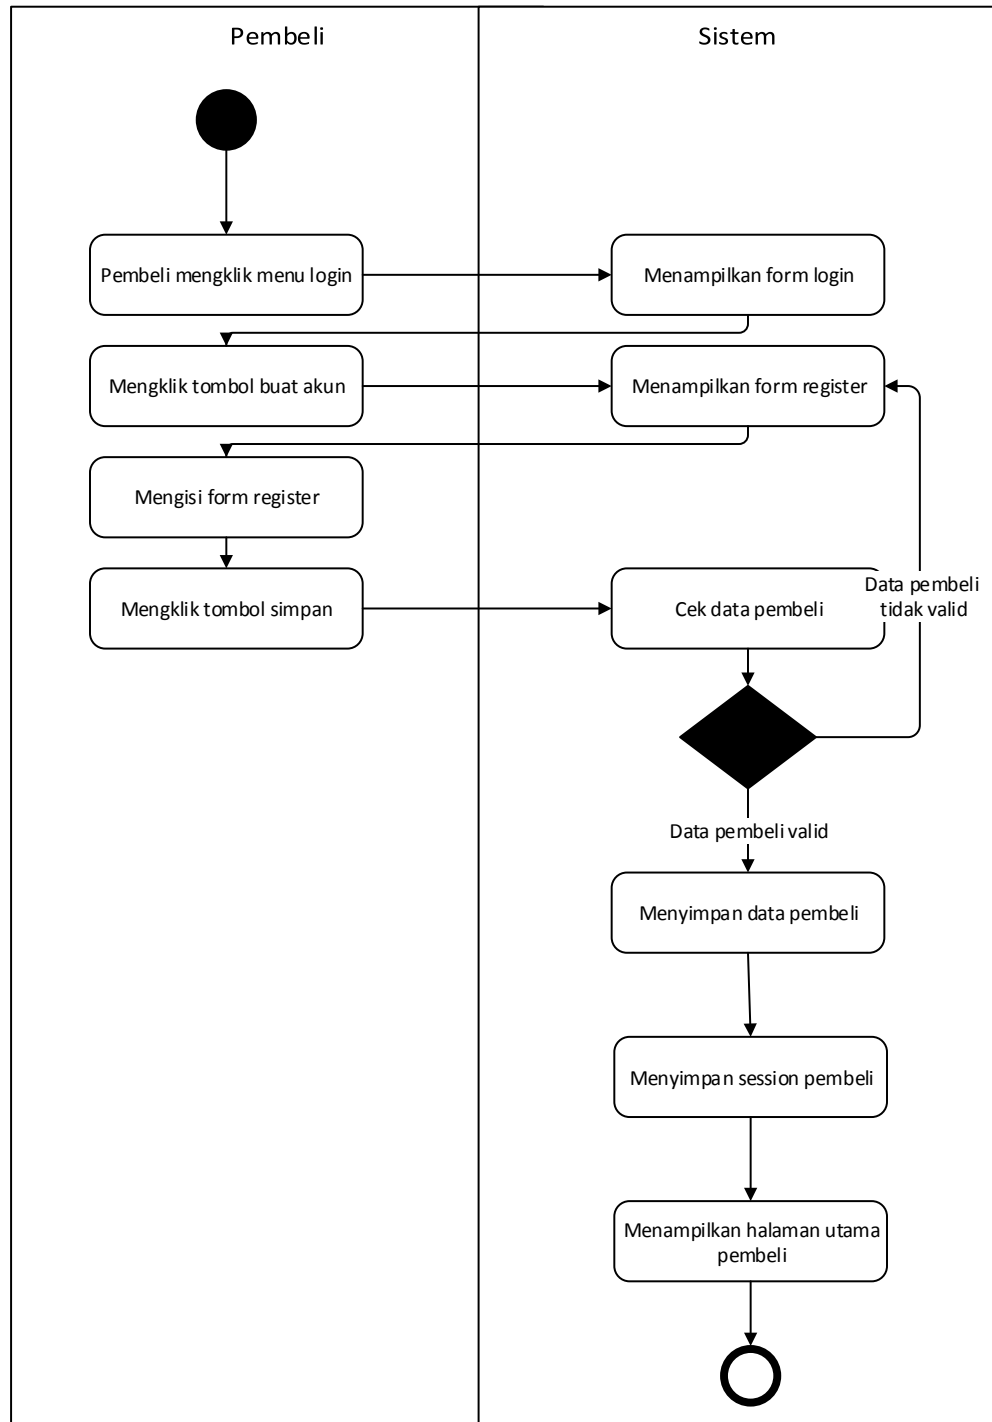 Pembeli
Sistem
Pembeli mengklik menu login
Menampilkan form login
Mengklik tombol buat akun
Menampilkan form register
Mengisi form register
Mengklik tombol simpan
Cek data pembeli
Data pembeli
tidak valid
Data pembeli valid
Menyimpan data pembeli
Menyimpan session pembeli
Menampilkan halaman utama
pembeli